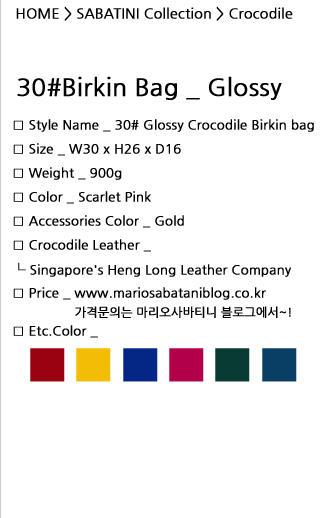 HOME > SABATINI Collection > Crocodile
30#Birkin Bag _ Glossy
□ Style Name _ 30# Glossy Crocodile Birkin bag
□ Size _ W30 x H26 x D16
□ Weight _ 900g
□ Color _ Scarlet Pink
□ Accessories Color _ Gold
□ Crocodile Leather _
└ Singapore's Heng Long Leather Company
□ Price _ www.mariosabataniblog.co.kr
가격문의는 마리오사바티니 블로그에서~!
□ Etc.Color _